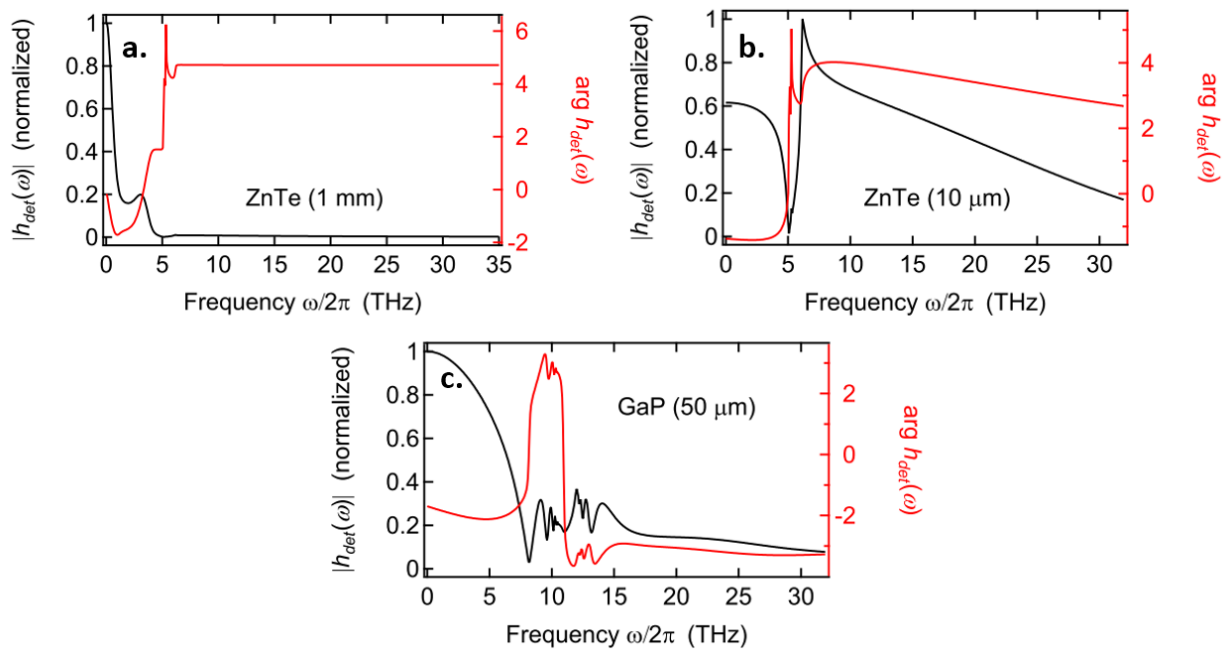 a.
|h_det(ω)| (normalized)
1
0.8
0.6
0.4
0.2
0
ZnTe (1 mm)
6
4
2
0
-2
arg h_det(ω)
0 5 10 15 20 25 30 35
Frequency ω/2π (THz)
b.
|h_det(ω)| (normalized)
1
0.8
0.6
0.4
0.2
0
ZnTe (10 μm)
4
2
0
arg h_det(ω)
0 5 10 15 20 25 30
Frequency ω/2π (THz)
c.
|h_det(ω)| (normalized)
1
0.8
0.6
0.4
0.2
0
GaP (50 μm)
2
0
-2
arg h_det(ω)
0 5 10 15 20 25 30
Frequency ω/2π (THz)